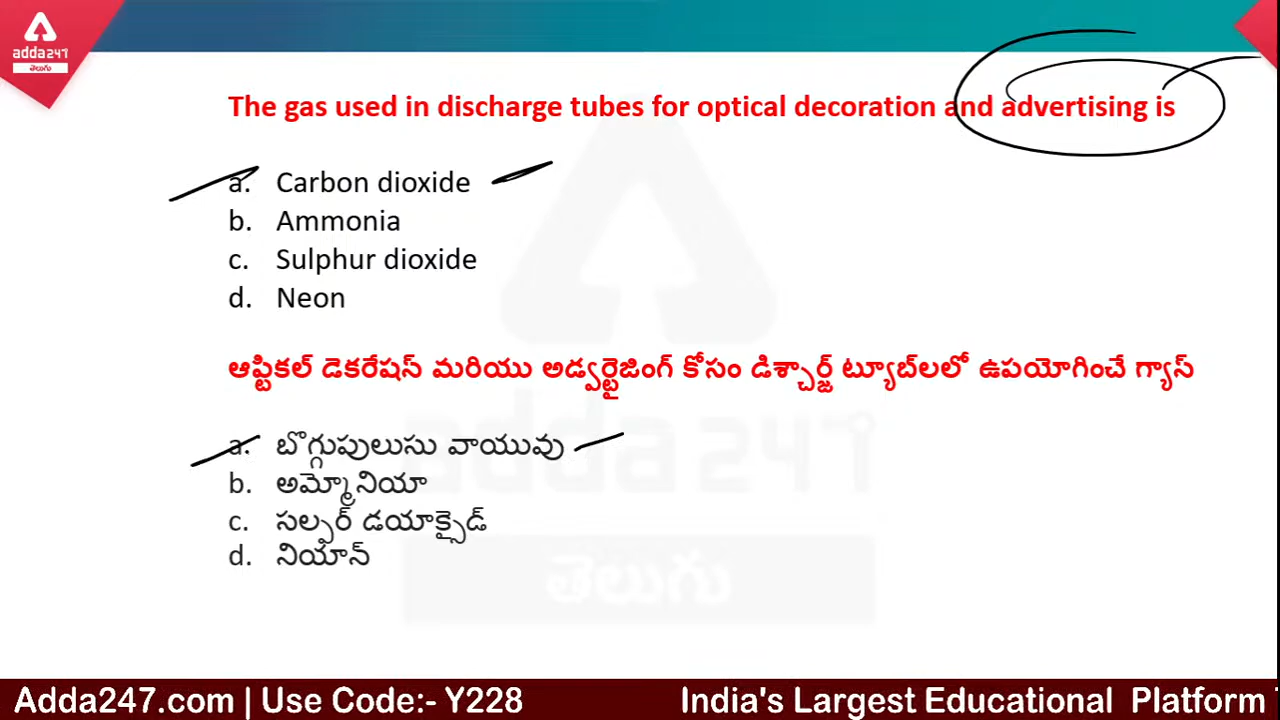 adda247
తెలుగు
The gas used in discharge tubes for optical decoration and advertising is
a. Carbon dioxide
b. Ammonia
c. Sulphur dioxide
d. Neon
ఆప్టికల్ డెకరేషన్ మరియు అడ్వర్టైజింగ్ కోసం డిశ్చార్జ్ ట్యూబ్‌లలో ఉపయోగించే గ్యాస్
a. బొగ్గుపులుసు వాయువు
b. అమ్మోనియా
c. సల్ఫర్ డయాక్సైడ్
d. నియాన్
adda247
తెలుగు
Adda247.com | Use Code:- Y228 India's Largest Educational Platform